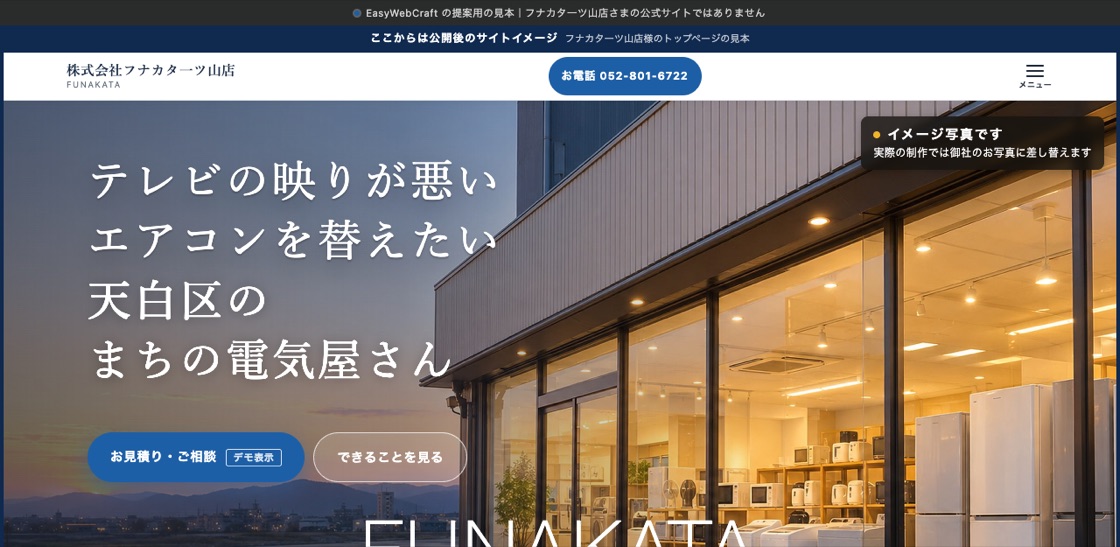 EasyWebCraft の提案用の見本｜フナカターツ山店さまの公式サイトではありません
ここからは公開後のサイトイメージ フナカターツ山店様のトップページの見本
株式会社フナカターツ山店
FUNAKATA
お電話 052-801-6722
メニュー
イメージ写真です
実際の制作では御社のお写真に差し替えます
テレビの映りが悪い
エアコンを替えたい
天白区の
まちの電気屋さん
お見積り・ご相談 デモ表示
できることを見る
FUNAKATA